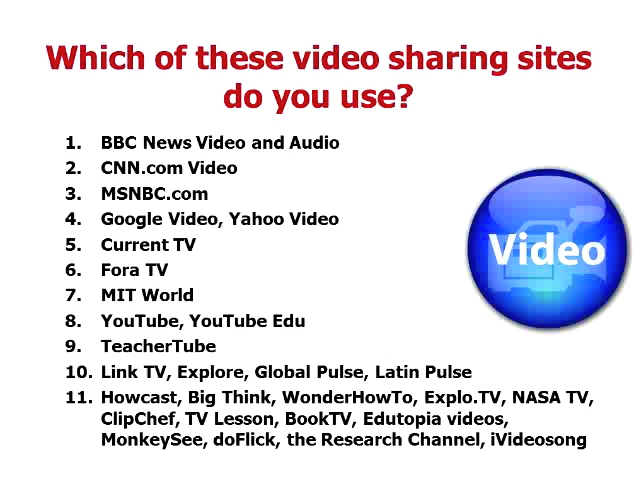 Which of these video sharing sites
do you use?
1. BBC News Video and Audio
2. CNN.com Video
3. MSNBC.com
4. Google Video, Yahoo Video
5. Current TV
6. Fora TV
7. MIT World
8. YouTube, YouTube Edu
9. TeacherTube
10. Link TV, Explore, Global Pulse, Latin Pulse
11. Howcast, Big Think, WonderHowTo, Explo.TV, NASA TV,
ClipChef, TV Lesson, BookTV, Edutopia videos,
MonkeySee, doFlick, the Research Channel, iVideosong
Video